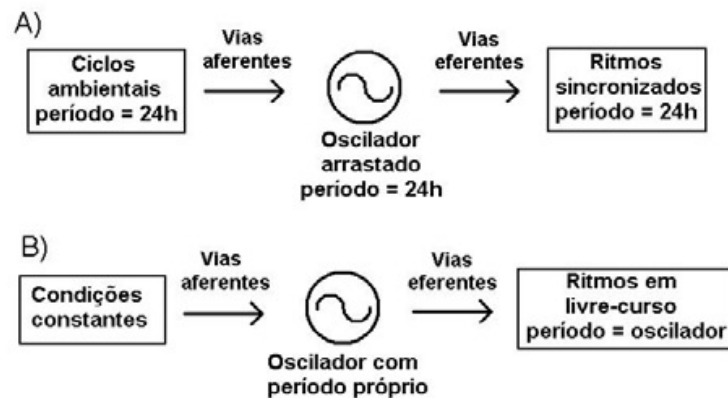 A)
Ciclos
ambientais
período = 24h
Vias
aferentes
Oscilador
arrastado
período = 24h
Vias
eferentes
Ritmos
sincronizados
período = 24h
B)
Condições
constantes
Vias
aferentes
Oscilador com
período próprio
Vias
eferentes
Ritmos em
livre-curso
período = oscilador